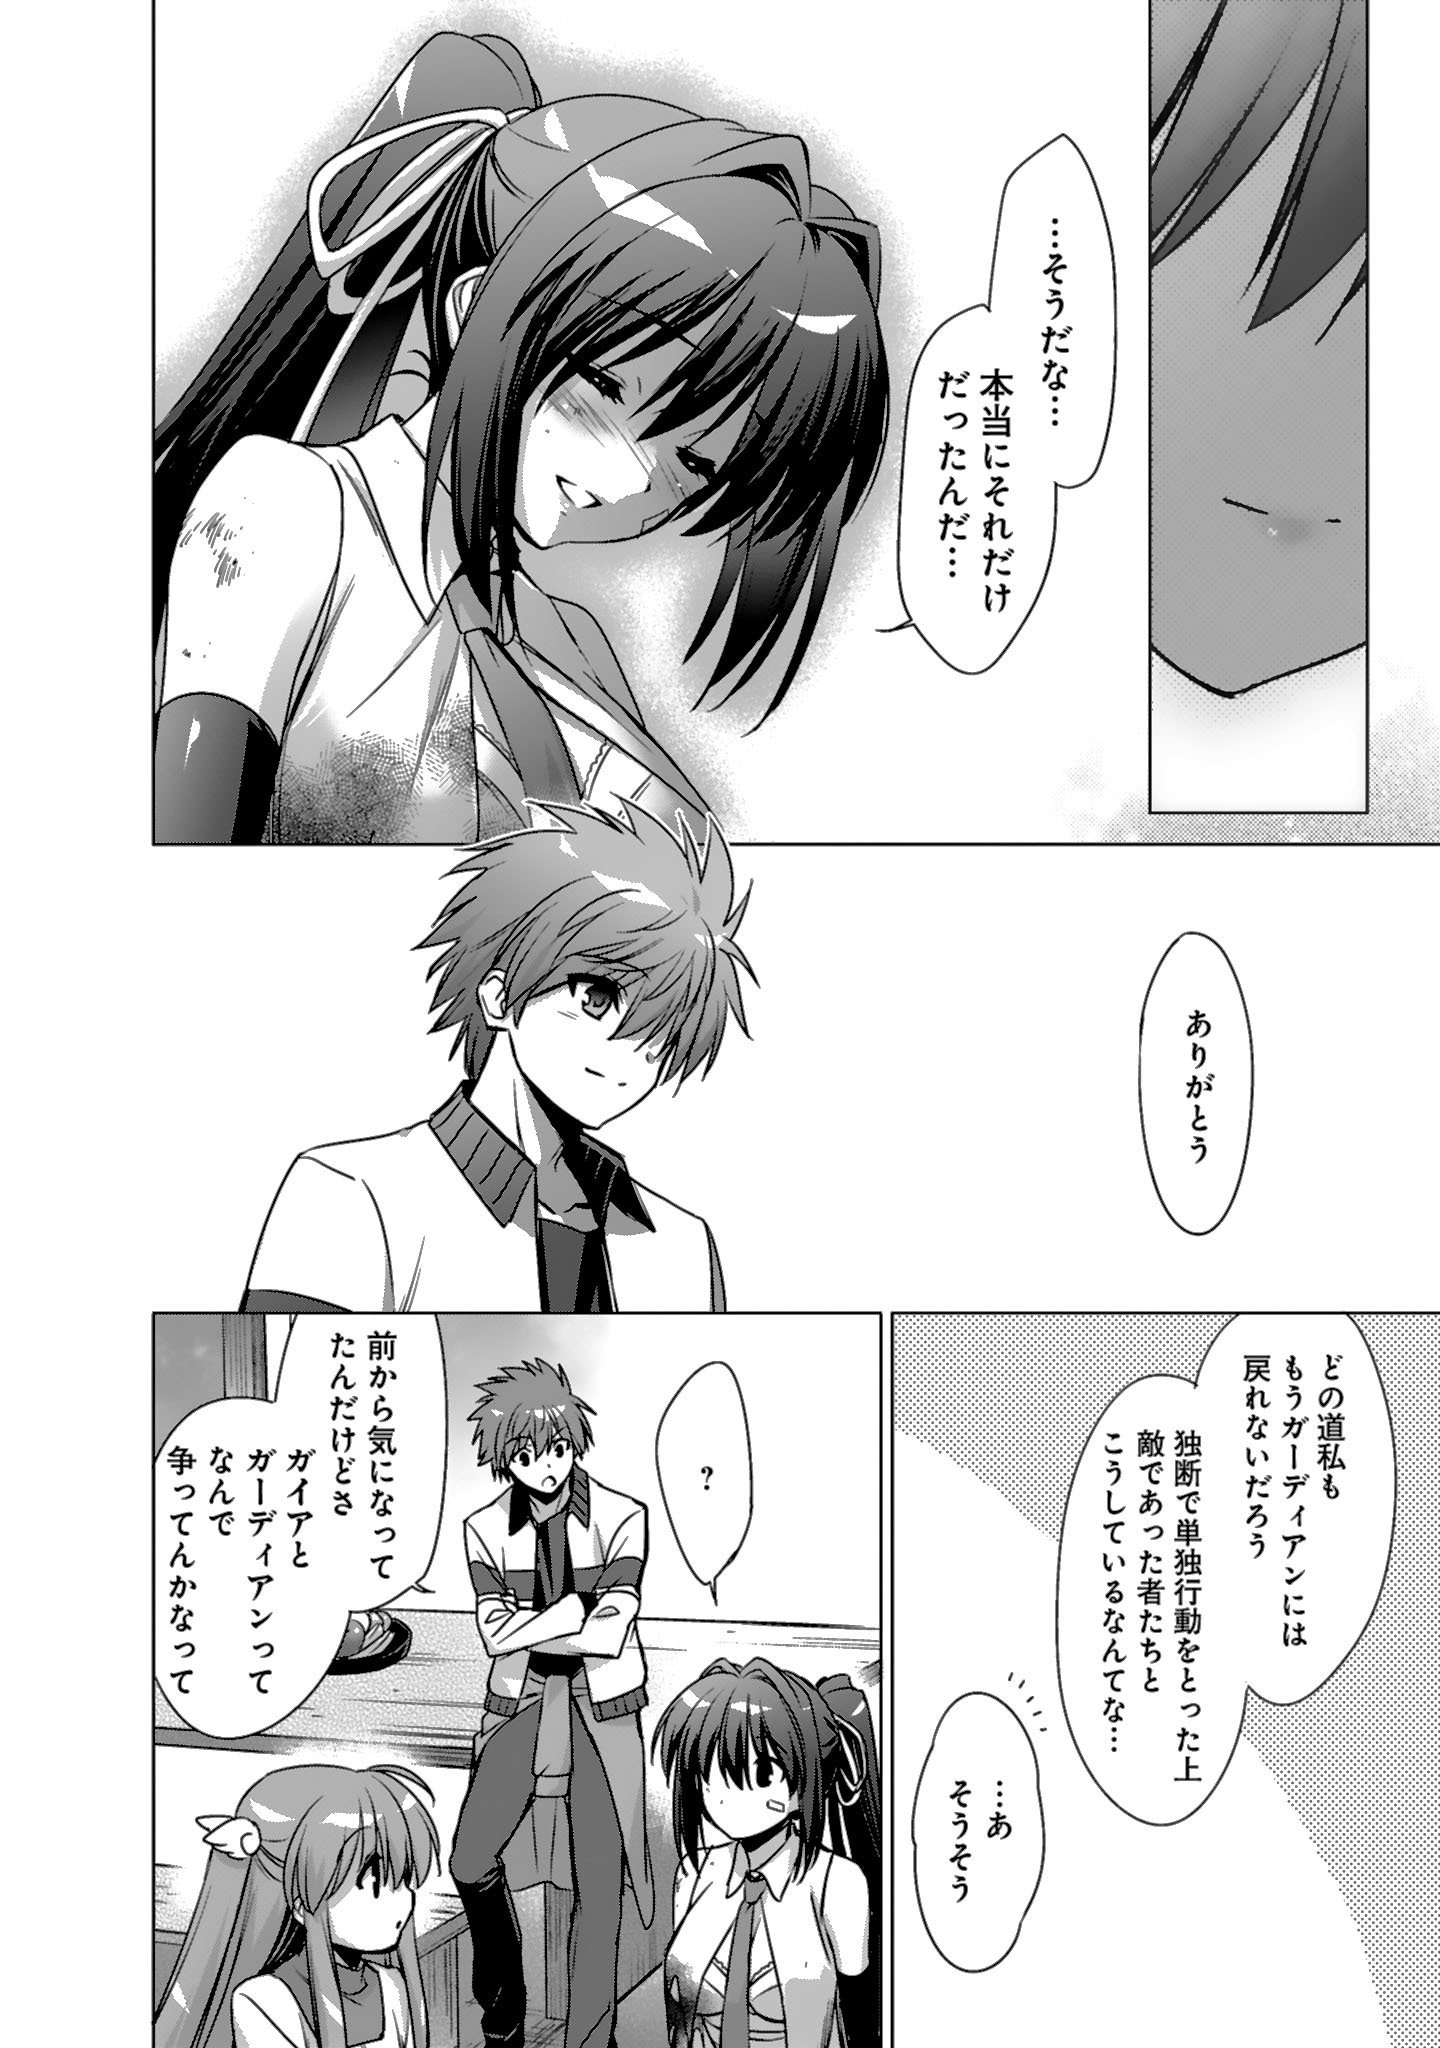 …そうだな…
本当にそれだけ
だったんだ…
ありがとう
どの道私も
もうガーディアンには
戻れないだろう
独断で単独行動をとった上
敵であった者たちと
こうしているなんてな…
…あ
そうそう
?
前から気になって
たんだけどさ
ガイアと
ガーディアンって
なんで
争ってんかなって